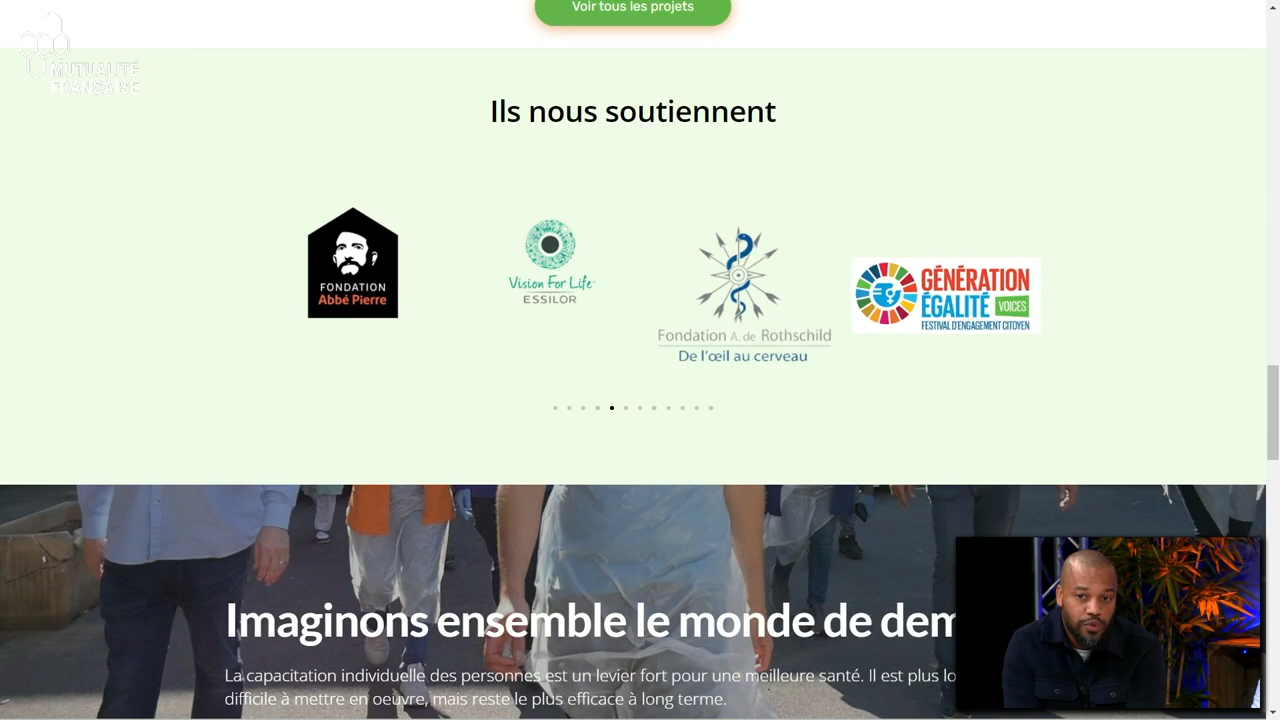 Voir tous les projets
MUTUALITÉ
FRANÇAISE
Ils nous soutiennent
FONDATION
Abbé Pierre
Vision For Life
ESSILOR
Fondation A. de Rothschild
De l'œil au cerveau
GÉNÉRATION
ÉGALITÉ VOICES
FESTIVAL D'ENGAGEMENT CITOYEN
Imaginons ensemble le monde de dem
La capacitation individuelle des personnes est un levier fort pour une meilleure santé. Il est plus lo
difficile à mettre en oeuvre, mais reste le plus efficace à long terme.